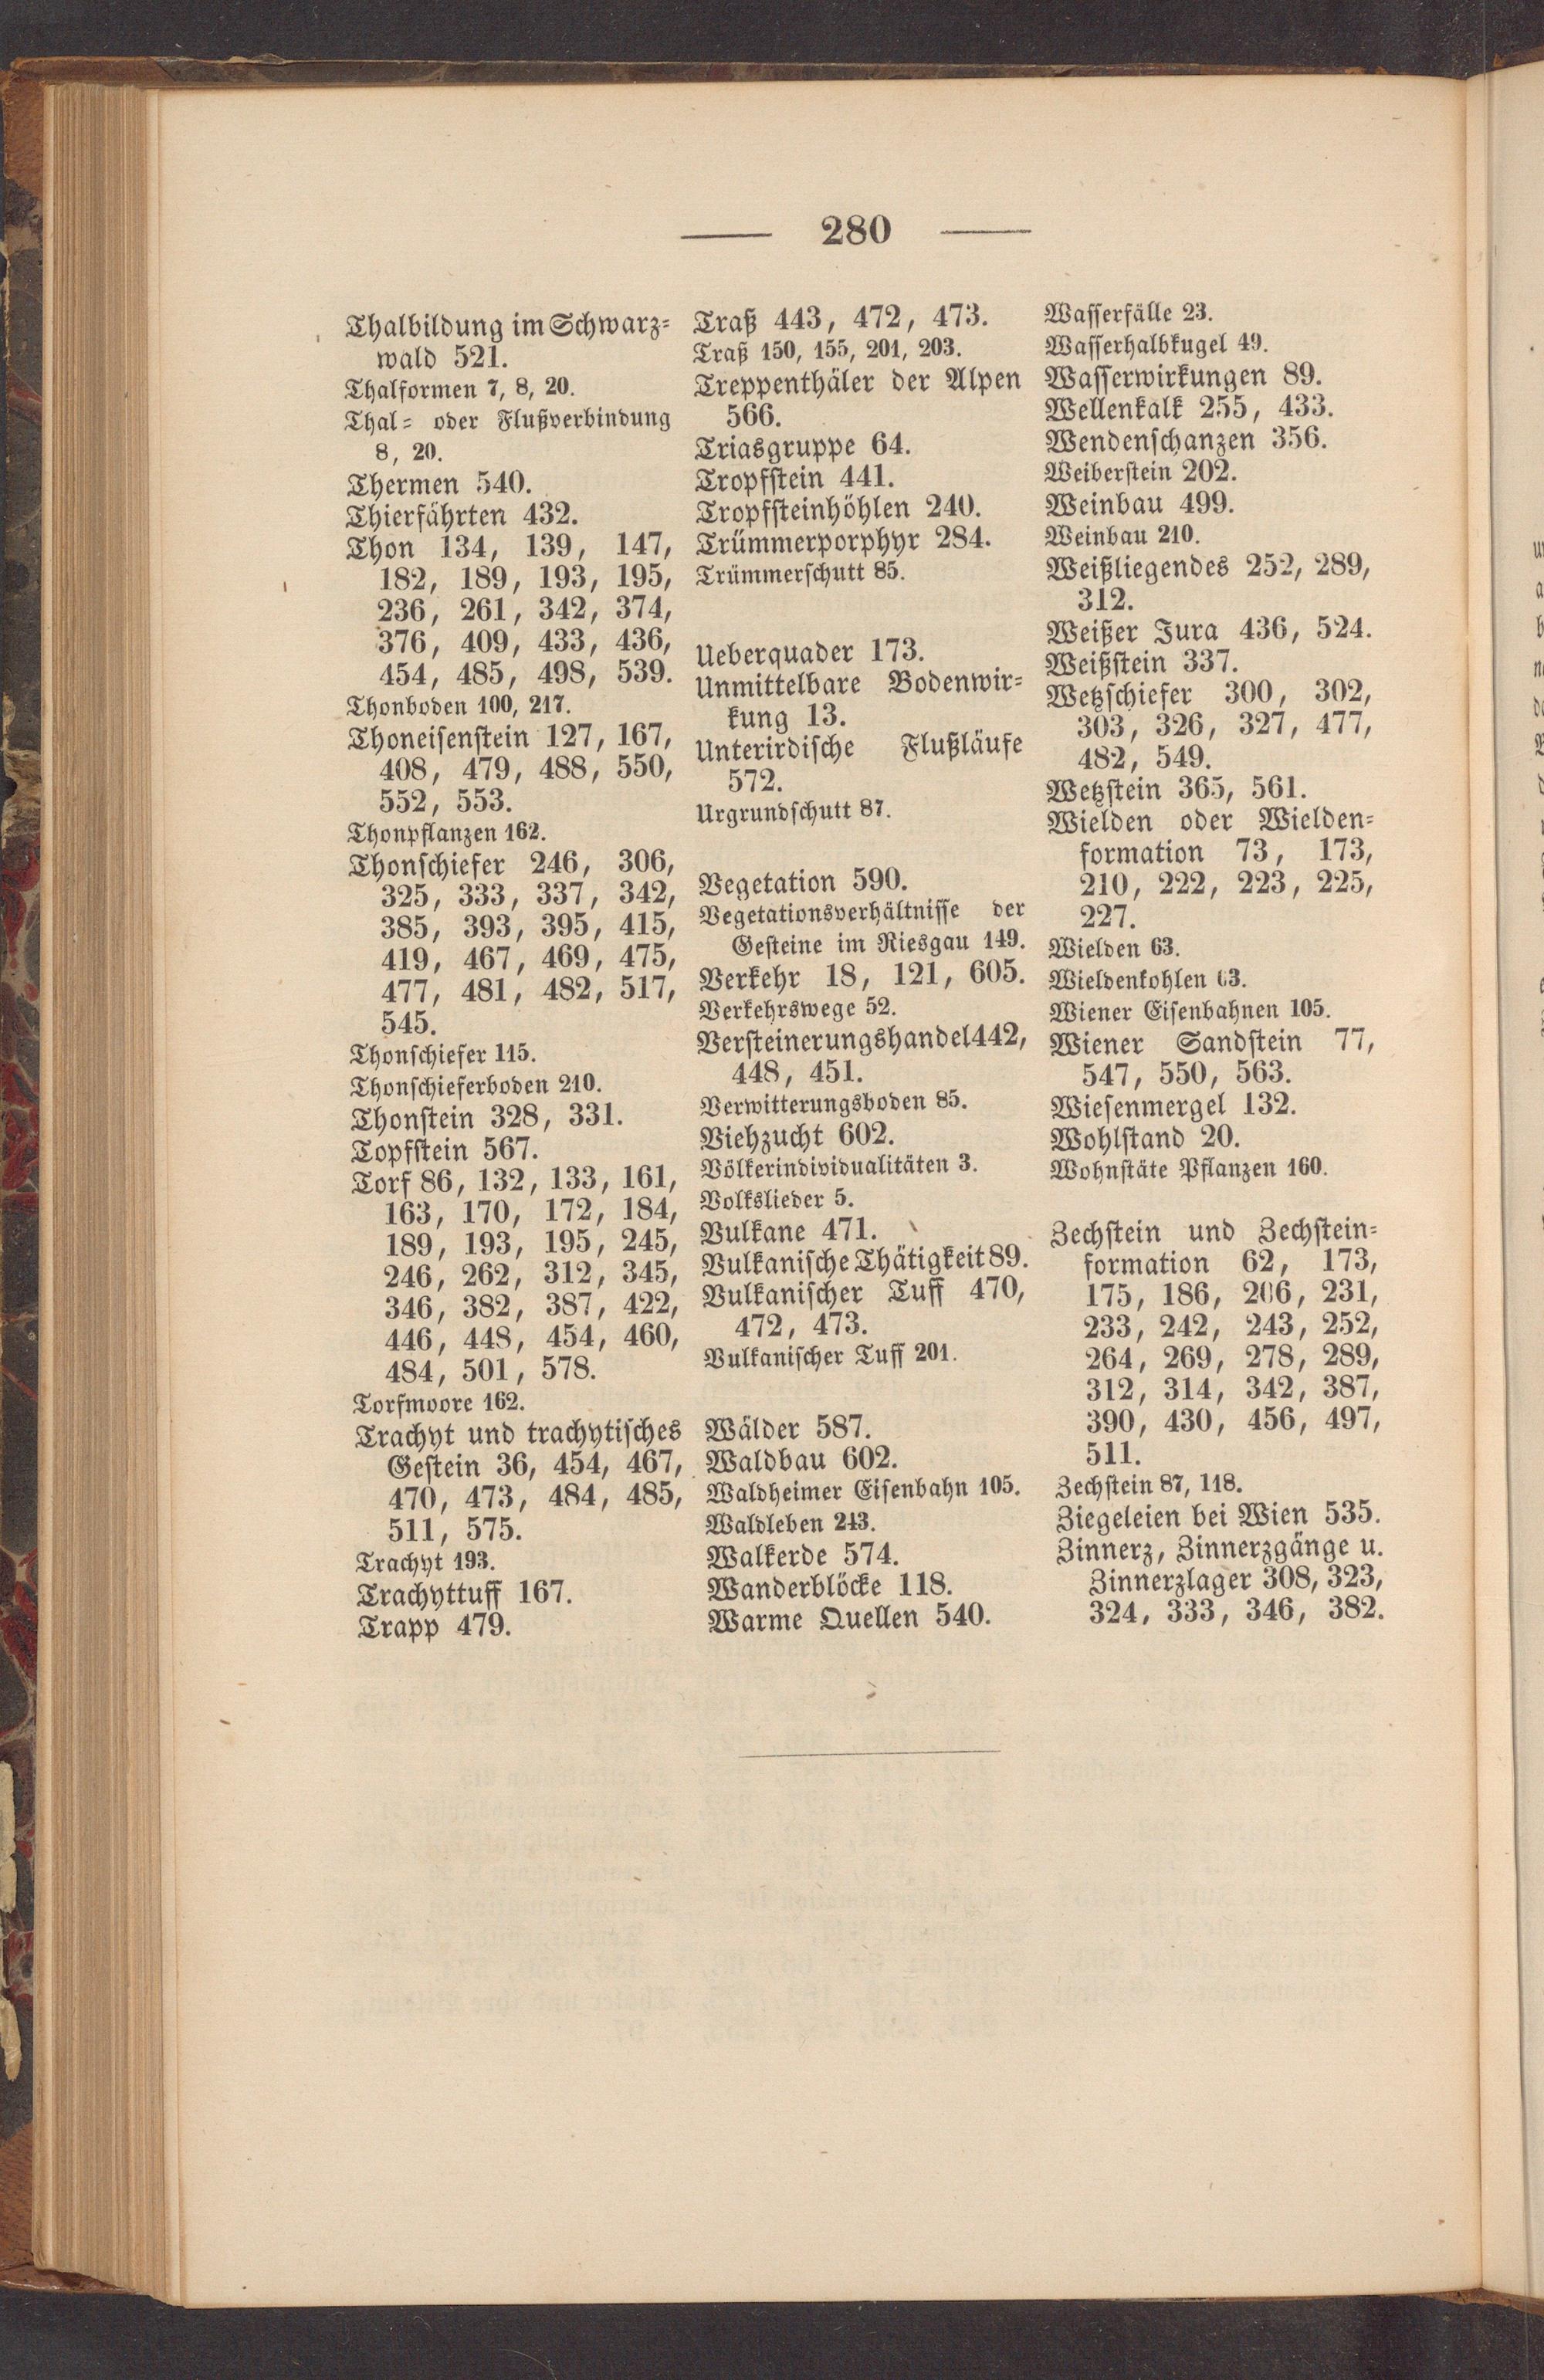 — 280 —
Thalbildung im Schwarz-
wald 521.
Thalformen 7, 8, 20.
Thal- oder Flußverbindung
8, 20.
Thermen 540.
Thierfährten 432.
Thon 134, 139, 147,
182, 189, 193, 195,
236, 261, 342, 374,
376, 409, 433, 436,
454, 485, 498, 539.
Thonboden 100, 217.
Thoneisenstein 127, 167,
408, 479, 488, 550,
552, 553.
Thonpflanzen 162.
Thonschiefer 246, 306,
325, 333, 337, 342,
385, 393, 395, 415,
419, 467, 469, 475,
477, 481, 482, 517,
545.
Thonschiefer 115.
Thonschieferboden 210.
Thonstein 328, 331.
Topfstein 567.
Torf 86, 132, 133, 161,
163, 170, 172, 184,
189, 193, 195, 245,
246, 262, 312, 345,
346, 382, 387, 422,
446, 448, 454, 460,
484, 501, 578.
Torfmoore 162.
Trachyt und trachytisches
Gestein 36, 454, 467,
470, 473, 484, 485,
511, 575.
Trachyt 193.
Trachyttuff 167.
Trapp 479.
Traß 443, 472, 473.
Traß 150, 155, 201, 203.
Treppenthäler der Alpen
566.
Triasgruppe 64.
Tropfstein 441.
Tropfsteinhöhlen 240.
Trümmerporphyr 284.
Trümmerschutt 85.
Ueberquader 173.
Unmittelbare Bodenwir-
kung 13.
Unterirdische Flußläufe
572.
Urgrundschutt 87.
Vegetation 590.
Vegetationsverhältnisse der
Gesteine im Riesgau 149.
Verkehr 18, 121, 605.
Verkehrswege 52.
Versteinerungshandel 442,
448, 451.
Verwitterungsboden 85.
Viehzucht 602.
Völkerindividualitäten 3.
Volkslieder 5.
Vulkane 471.
Vulkanische Thätigkeit 89.
Vulkanischer Tuff 470,
472, 473.
Vulkanischer Tuff 201.
Wälder 587.
Waldbau 602.
Waldheimer Eisenbahn 105.
Waldleben 243.
Walkerde 574.
Wanderblöcke 118.
Warme Quellen 540.
Wasserfälle 23.
Wasserhalbkugel 49.
Wasserwirkungen 89.
Wellenkalk 255, 433.
Wendenschanzen 356.
Weiberstein 202.
Weinbau 499.
Weinbau 210.
Weißliegendes 252, 289,
312.
Weißer Jura 436, 524.
Weißstein 337.
Wetzschiefer 300, 302,
303, 326, 327, 477,
482, 549.
Wetzstein 365, 561.
Wielden oder Wielden-
formation 73, 173,
210, 222, 223, 225,
227.
Wielden 63.
Wieldenkohlen 63.
Wiener Eisenbahnen 105.
Wiener Sandstein 77,
547, 550, 563.
Wiesenmergel 132.
Wohlstand 20.
Wohnstäte Pflanzen 160.
Zechstein und Zechstein-
formation 62, 173,
175, 186, 206, 231,
233, 242, 243, 252,
264, 269, 278, 289,
312, 314, 342, 387,
390, 430, 456, 497,
511.
Zechstein 87, 118.
Ziegeleien bei Wien 535.
Zinnerz, Zinnerzgänge u.
Zinnerzlager 308, 323,
324, 333, 346, 382.